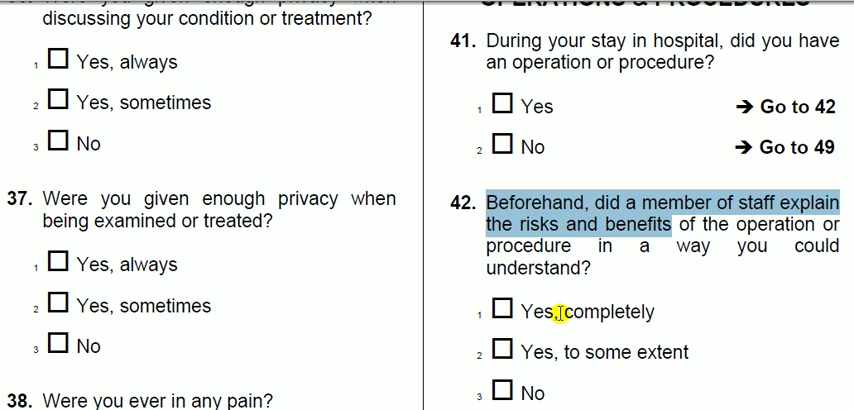 discussing your condition or treatment?
1 Yes, always
2 Yes, sometimes
3 No
37. Were you given enough privacy when
being examined or treated?
1 Yes, always
2 Yes, sometimes
3 No
38. Were you ever in any pain?
OPERATIONS & PROCEDURES
41. During your stay in hospital, did you have
an operation or procedure?
1 Yes → Go to 42
2 No → Go to 49
42. Beforehand, did a member of staff explain
the risks and benefits of the operation or
procedure in a way you could
understand?
1 Yes, completely
2 Yes, to some extent
3 No